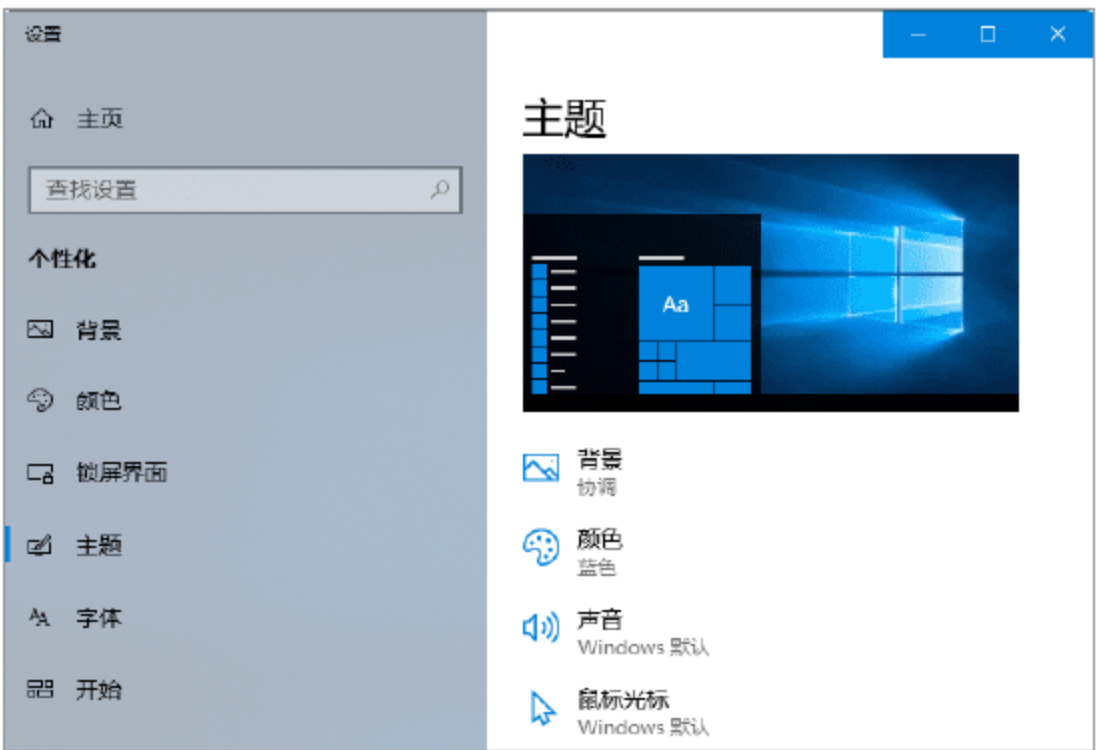 设置
主页
查找设置
个性化
背景
颜色
锁屏界面
主题
字体
开始
主题
Aa
背景
协调
颜色
蓝色
声音
Windows 默认
鼠标光标
Windows 默认